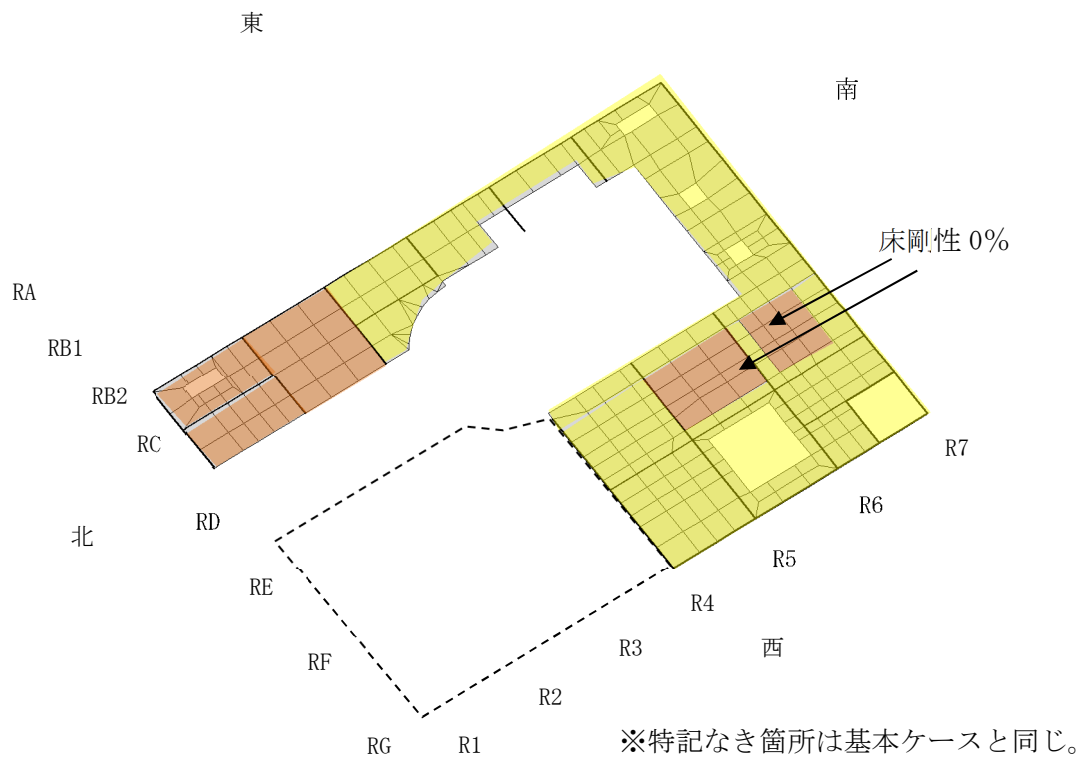 東
南
床剛性 0%
RA
RB1
RB2
RC
RD
RE
RF
RG
R1
R2
R3
R4
R5
R6
R7
北
西
※特記なき箇所は基本ケースと同じ。